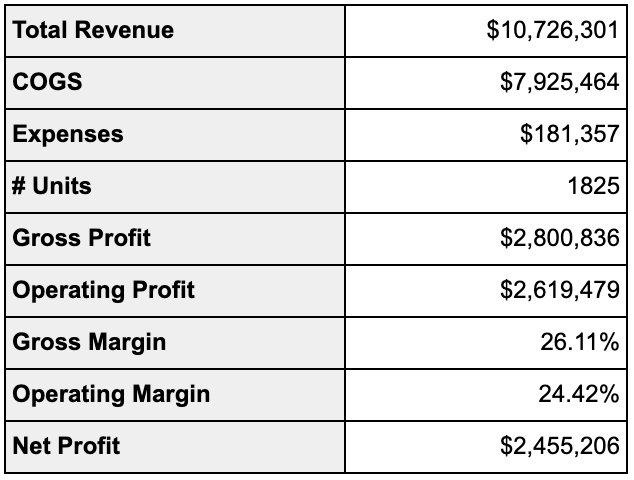 Total Revenue $10,726,301
COGS $7,925,464
Expenses $181,357
# Units 1825
Gross Profit $2,800,836
Operating Profit $2,619,479
Gross Margin 26.11%
Operating Margin 24.42%
Net Profit $2,455,206